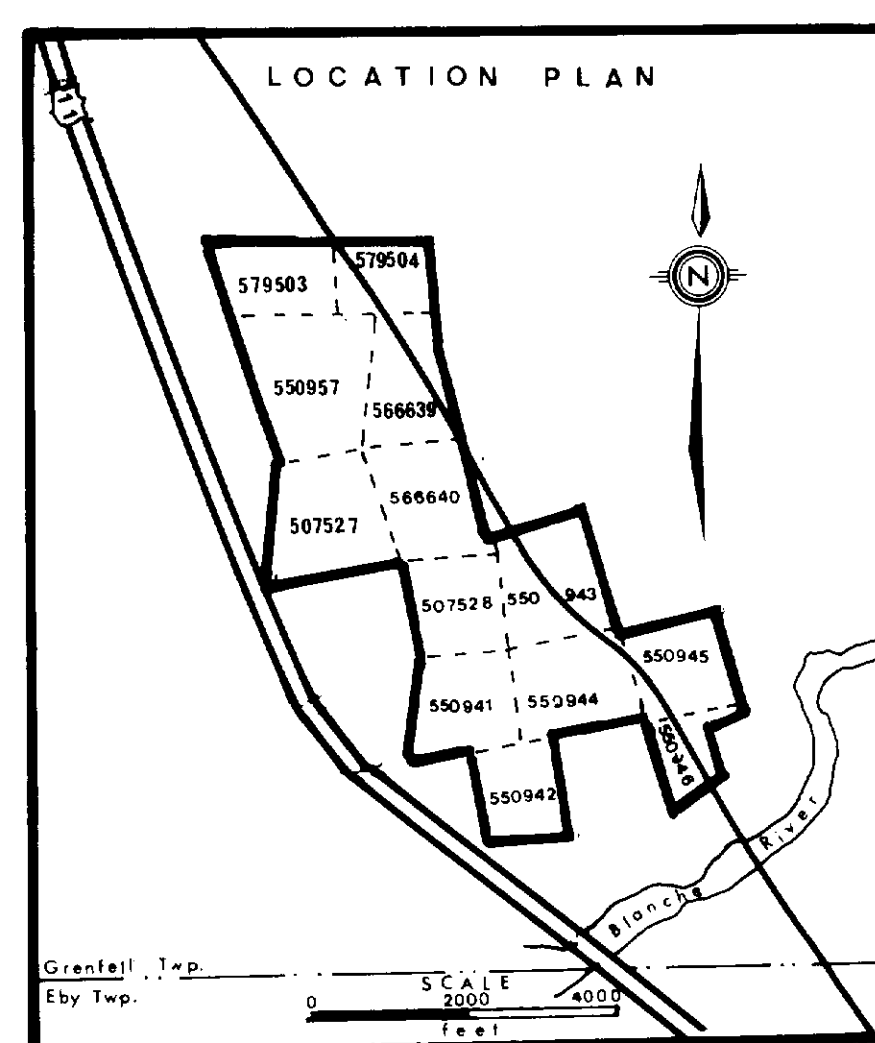 LOCATION PLAN
11
N
579503
579504
550957
566639
507527
566640
507528
550 943
550945
550941
550944
550946
550942
Blanche River
Grenfell Twp.
Eby Twp.
SCALE
0 2000 4000
feet